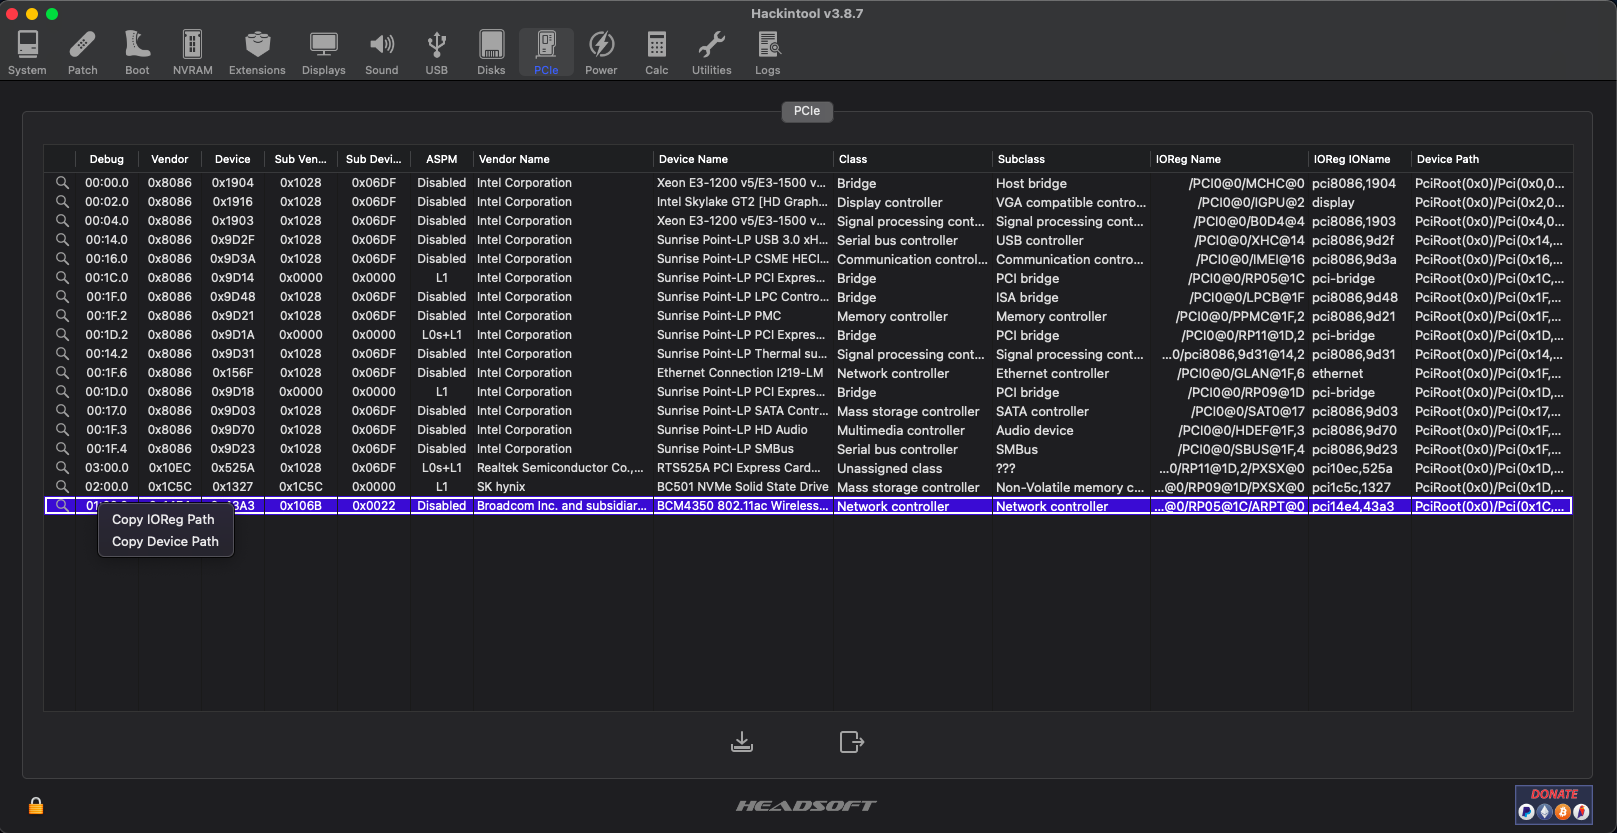 Hackintool v3.8.7
System Patch Boot NVRAM Extensions Displays Sound USB Disks PCIe Power Calc Utilities Logs
PCIe
Debug Vendor Device Sub Ven... Sub Devi... ASPM Vendor Name Device Name Class Subclass IOReg Name IOReg IOName Device Path
00:00.0 0x8086 0x1904 0x1028 0x06DF Disabled Intel Corporation Xeon E3-1200 v5/E3-1500 v... Bridge Host bridge /PCI0@0/MCHC@0 pci8086,1904 PciRoot(0x0)/Pci(0x0,0...
00:02.0 0x8086 0x1916 0x1028 0x06DF Disabled Intel Corporation Intel Skylake GT2 [HD Graph... Display controller VGA compatible contro... /PCI0@0/IGPU@2 display PciRoot(0x0)/Pci(0x2,0...
00:04.0 0x8086 0x1903 0x1028 0x06DF Disabled Intel Corporation Xeon E3-1200 v5/E3-1500 v... Signal processing cont... Signal processing cont... /PCI0@0/B0D4@4 pci8086,1903 PciRoot(0x0)/Pci(0x4,0...
00:14.0 0x8086 0x9D2F 0x1028 0x06DF Disabled Intel Corporation Sunrise Point-LP USB 3.0 xH... Serial bus controller USB controller /PCI0@0/XHC@14 pci8086,9d2f PciRoot(0x0)/Pci(0x14,...
00:16.0 0x8086 0x9D3A 0x1028 0x06DF Disabled Intel Corporation Sunrise Point-LP CSME HECI... Communication control... Communication contro... /PCI0@0/IMEI@16 pci8086,9d3a PciRoot(0x0)/Pci(0x16,...
00:1C.0 0x8086 0x9D14 0x0000 0x0000 L1 Intel Corporation Sunrise Point-LP PCI Expres... Bridge PCI bridge /PCI0@0/RP05@1C pci-bridge PciRoot(0x0)/Pci(0x1C,...
00:1F.0 0x8086 0x9D48 0x1028 0x06DF Disabled Intel Corporation Sunrise Point-LP LPC Contro... Bridge ISA bridge /PCI0@0/LPCB@1F pci8086,9d48 PciRoot(0x0)/Pci(0x1F,...
00:1F.2 0x8086 0x9D21 0x1028 0x06DF Disabled Intel Corporation Sunrise Point-LP PMC Memory controller Memory controller /PCI0@0/PPMC@1F,2 pci8086,9d21 PciRoot(0x0)/Pci(0x1F,...
00:1D.2 0x8086 0x9D1A 0x0000 0x0000 L0s+L1 Intel Corporation Sunrise Point-LP PCI Expres... Bridge PCI bridge /PCI0@0/RP11@1D,2 pci-bridge PciRoot(0x0)/Pci(0x1D,...
00:14.2 0x8086 0x9D31 0x1028 0x06DF Disabled Intel Corporation Sunrise Point-LP Thermal su... Signal processing cont... Signal processing cont... ...0/pci8086,9d31@14,2 pci8086,9d31 PciRoot(0x0)/Pci(0x14,...
00:1F.6 0x8086 0x156F 0x1028 0x06DF Disabled Intel Corporation Ethernet Connection I219-LM Network controller Ethernet controller /PCI0@0/GLAN@1F,6 ethernet PciRoot(0x0)/Pci(0x1F,...
00:1D.0 0x8086 0x9D18 0x0000 0x0000 L1 Intel Corporation Sunrise Point-LP PCI Expres... Bridge PCI bridge /PCI0@0/RP09@1D pci-bridge PciRoot(0x0)/Pci(0x1D,...
00:17.0 0x8086 0x9D03 0x1028 0x06DF Disabled Intel Corporation Sunrise Point-LP SATA Contr... Mass storage controller SATA controller /PCI0@0/SAT0@17 pci8086,9d03 PciRoot(0x0)/Pci(0x17,...
00:1F.3 0x8086 0x9D70 0x1028 0x06DF Disabled Intel Corporation Sunrise Point-LP HD Audio Multimedia controller Audio device /PCI0@0/HDEF@1F,3 pci8086,9d70 PciRoot(0x0)/Pci(0x1F,...
00:1F.4 0x8086 0x9D23 0x1028 0x06DF Disabled Intel Corporation Sunrise Point-LP SMBus Serial bus controller SMBus /PCI0@0/SBUS@1F,4 pci8086,9d23 PciRoot(0x0)/Pci(0x1F,...
03:00.0 0x10EC 0x525A 0x1028 0x06DF L0s+L1 Realtek Semiconductor Co.,... RTS525A PCI Express Card... Unassigned class ??? ...0/RP11@1D,2/PXSX@0 pci10ec,525a PciRoot(0x0)/Pci(0x1D,...
02:00.0 0x1C5C 0x1327 0x1C5C 0x0000 L1 SK hynix BC501 NVMe Solid State Drive Mass storage controller Non-Volatile memory c... ...@0/RP09@1D/PXSX@0 pci1c5c,1327 PciRoot(0x0)/Pci(0x1D,...
0x106B 0x0022 Disabled Broadcom Inc. and subsidiar... BCM4350 802.11ac Wireless... Network controller Network controller ...@0/RP05@1C/ARPT@0 pci14e4,43a3 PciRoot(0x0)/Pci(0x1C,...
Copy IOReg Path
Copy Device Path
HEADSOFT
DONATE